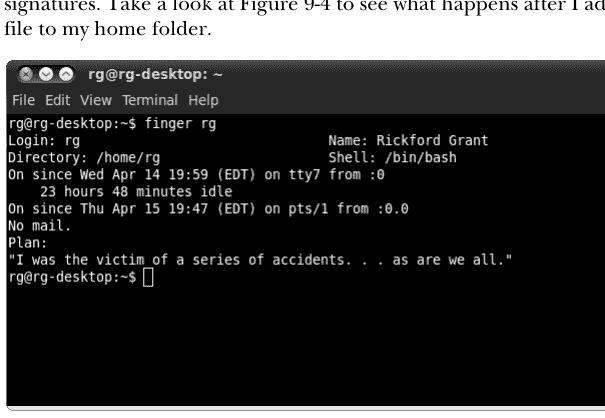 signatures. Take a look at Figure 9-4 to see what happens after I ad
file to my home folder.
rg@rg-desktop: ~
File Edit View Terminal Help
rg@rg-desktop:~$ finger rg
Login: rg Name: Rickford Grant
Directory: /home/rg Shell: /bin/bash
On since Wed Apr 14 19:59 (EDT) on tty7 from :0
23 hours 48 minutes idle
On since Thu Apr 15 19:47 (EDT) on pts/1 from :0.0
No mail.
Plan:
"I was the victim of a series of accidents. . . as are we all."
rg@rg-desktop:~$